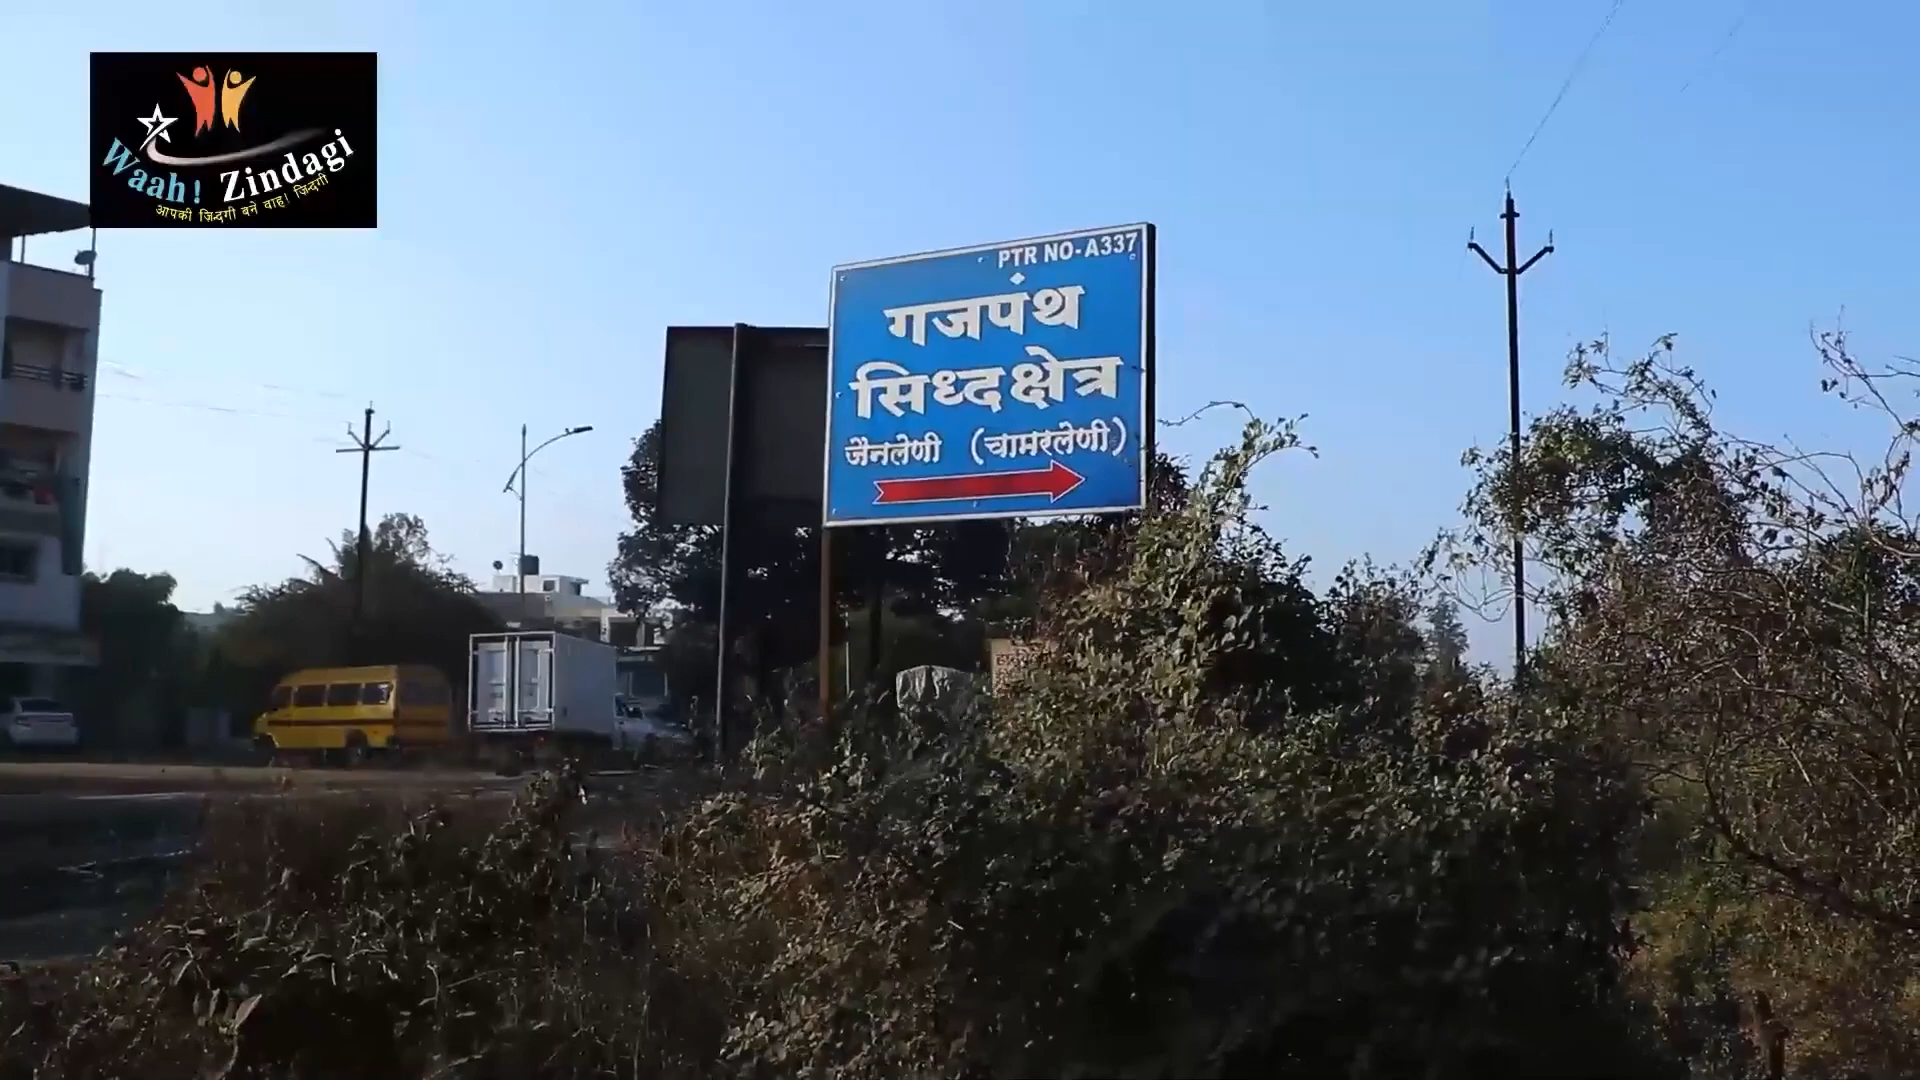 Waah! Zindagi
आपकी ज़िन्दगी बने वाह! ज़िन्दगी
PTR NO-A337
गजपंथ
सिध्दक्षेत्र
जैनलेणी (चामरलेणी)